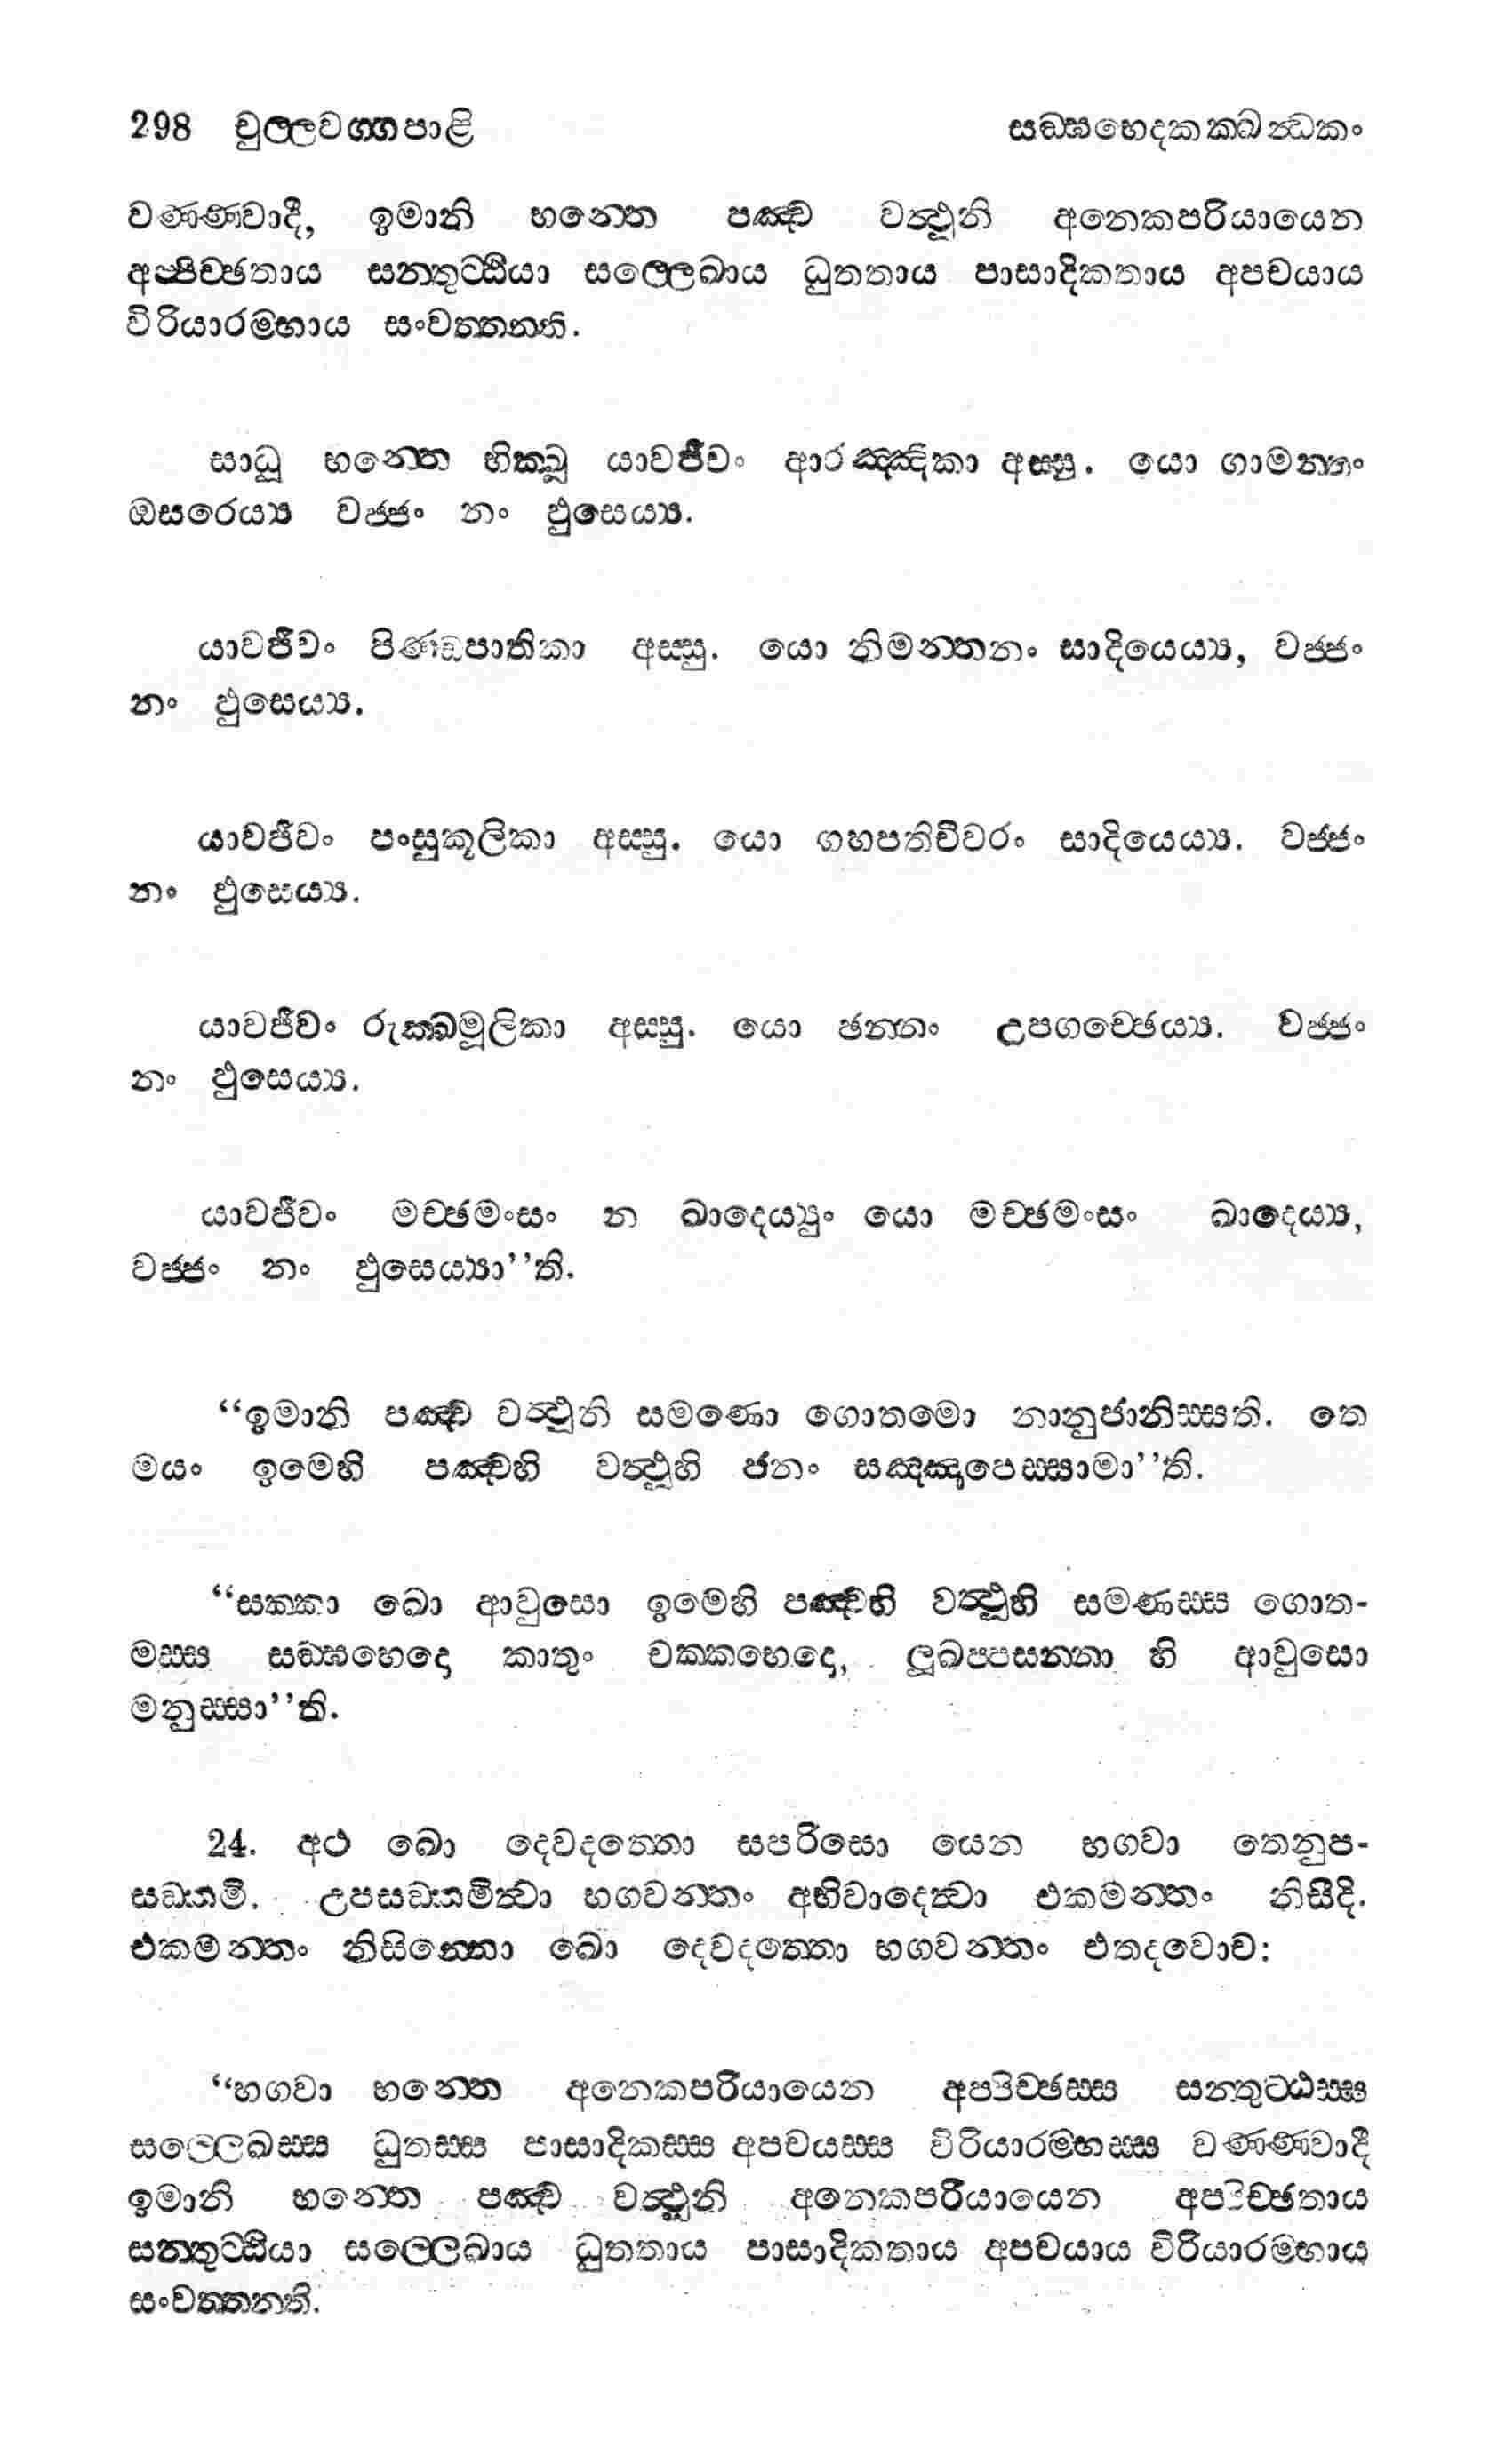 298 චුල්ලවග්ගපාළි සඞ්ඝභෙදකක්ඛන්ධකං
වණ්ණවාදී, ඉමානි භන්තෙ පඤ්ච වත්ථූනි අනෙකපරියායෙන
අප්පිච්ඡතාය සන්තුට්ඨියා සල්ලෙඛාය ධුතතාය පාසාදිකතාය අපචයාය
විරියාරම්භාය සංවත්තන්ති.
සාධූ භන්තෙ භික්ඛූ යාවජීවං ආරඤ්ඤිකා අස්සු. යො ගාමන්තං
ඔසරෙය්‍ය වජ්ජං නං ඵුසෙය්‍ය.
යාවජීවං පිණ්ඩපාතිකා අස්සු. යො නිමන්තනං සාදියෙය්‍ය, වජ්ජං
නං ඵුසෙය්‍ය.
යාවජීවං පංසුකූලිකා අස්සු. යො ගහපතිචීවරං සාදියෙය්‍ය. වජ්ජං
නං ඵුසෙය්‍ය.
යාවජීවං රුක්ඛමූලිකා අස්සු. යො ඡන්නං උපගච්ඡෙය්‍ය. වජ්ජං
නං ඵුසෙය්‍ය.
යාවජීවං මච්ඡමංසං න ඛාදෙය්‍යුං යො මච්ඡමංසං ඛාදෙය්‍ය,
වජ්ජං නං ඵුසෙය්‍යා’’ති.
“ඉමානි පඤ්ච වත්ථූනි සමණො ගොතමො නානුජානිස්සති. තෙ
මයං ඉමෙහි පඤ්චහි වත්ථූහි ජනං සඤ්ඤපෙස්සාමා’’ති.
“සක්කා ඛො ආවුසො ඉමෙහි පඤ්චහි වත්ථූහි සමණස්ස ගොත-
මස්ස සඞ්ඝහෙදො කාතුං චක්කභෙදො, ලූඛප්පසන්නා හි ආවුසො
මනුස්සා’’ති.
24. අථ ඛො දෙවදත්තො සපරිසො යෙන භගවා තෙනුප-
සඞ්කමි. උපසඞ්කමිත්වා භගවන්තං අභිවාදෙත්වා එකමන්තං නිසීදි.
එකමන්තං නිසින්නො ඛො දෙවදත්තො භගවන්තං එතදවොච:
“භගවා භන්තෙ අනෙකපරියායෙන අප්පිච්ඡස්ස සන්තුට්ඨස්ස
සල්ලෙඛස්ස ධුතස්ස පාසාදිකස්ස අපචයස්ස විරියාරම්භස්ස වණ්ණවාදී
ඉමානි භන්තෙ පඤ්ච වත්ථූනි අනෙකපරියායෙන අප්පිච්ඡතාය
සන්තුට්ඨියා සල්ලෙඛාය ධුතතාය පාසාදිකතාය අපචයාය විරියාරම්භාය
සංවත්තනති.